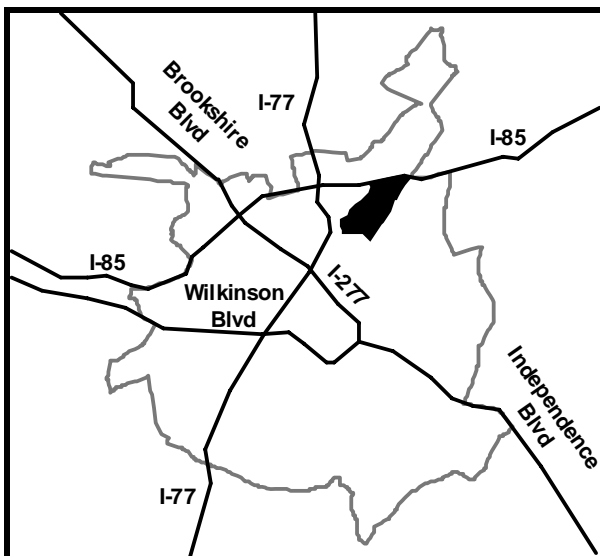 Brookshire
Blvd
I-77
I-85
I-85
Wilkinson
Blvd
I-277
Independence
Blvd
I-77